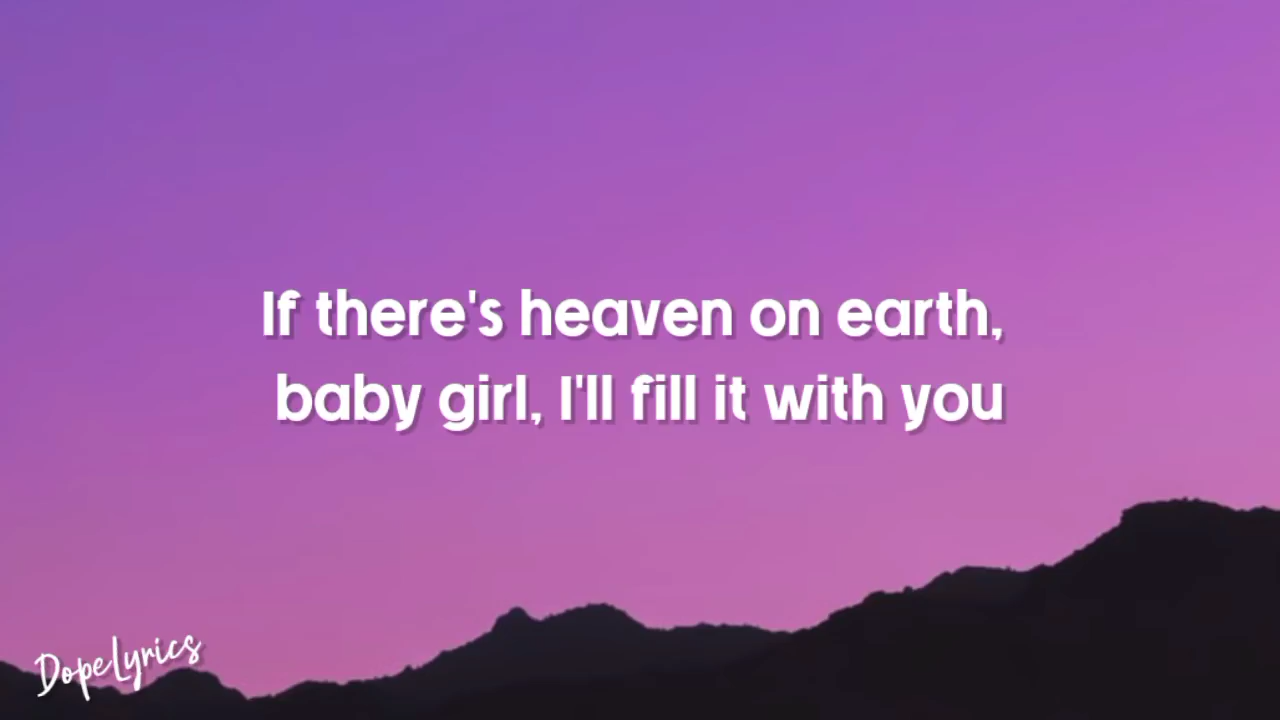 If there's heaven on earth,
baby girl, I'll fill it with you
DopeLyrics